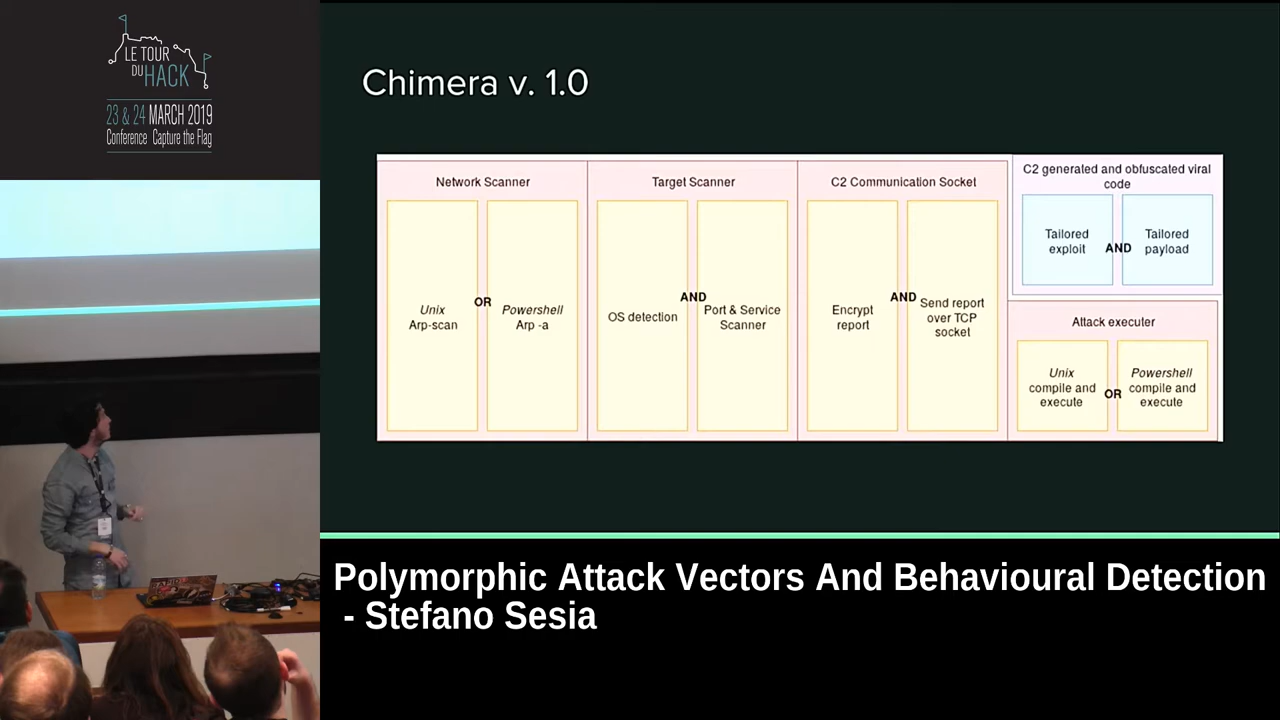 LE TOUR
DU HACK
23 & 24 MARCH 2019
Conference Capture the Flag
Chimera v. 1.0
Network Scanner
Unix
Arp-scan
OR
Powershell
Arp -a
Target Scanner
OS detection
AND
Port & Service
Scanner
C2 Communication Socket
Encrypt
report
AND
Send report
over TCP
socket
C2 generated and obfuscated viral
code
Tailored
exploit
AND
Tailored
payload
Attack executer
Unix
compile and
execute
OR
Powershell
compile and
execute
Polymorphic Attack Vectors And Behavioural Detection
- Stefano Sesia